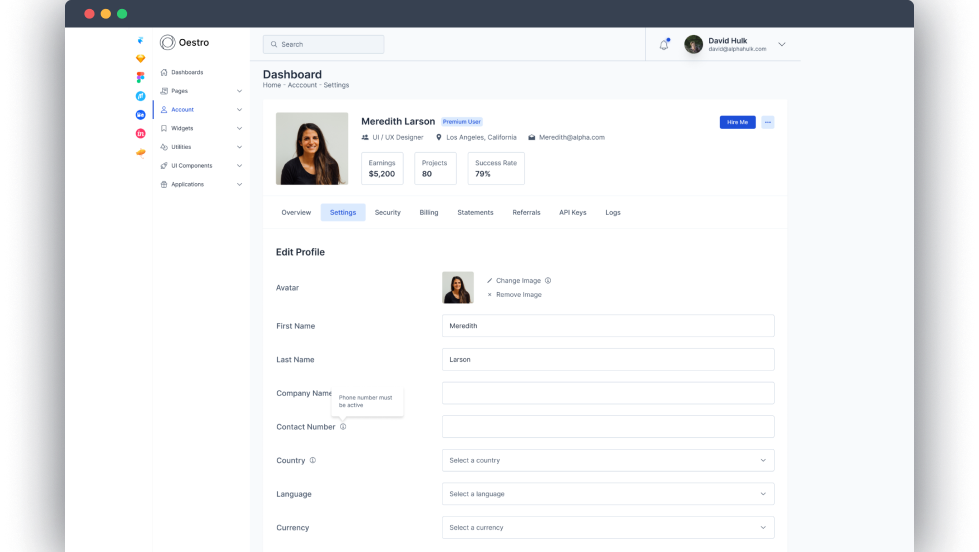 Oestro
Search
David Hulk
david@alphahulk.com
Dashboards
Pages
Account
Widgets
Utilities
UI Components
Applications
Dashboard
Home - Acccount - Settings
Meredith Larson Premium User
Hire Me
UI / UX Designer Los Angeles, California Meredlth@alpha.com
Earnings
$5,200
Projects
80
Success Rate
79%
Overview Settings Security Billing Statements Referrals API Keys Logs
Edit Profile
Avatar
Change Image
Remove Image
First Name Meredith
Last Name Larson
Company Name
Phone number must
be active
Contact Number
Country Select a country
Language Select a language
Currency Select a currency